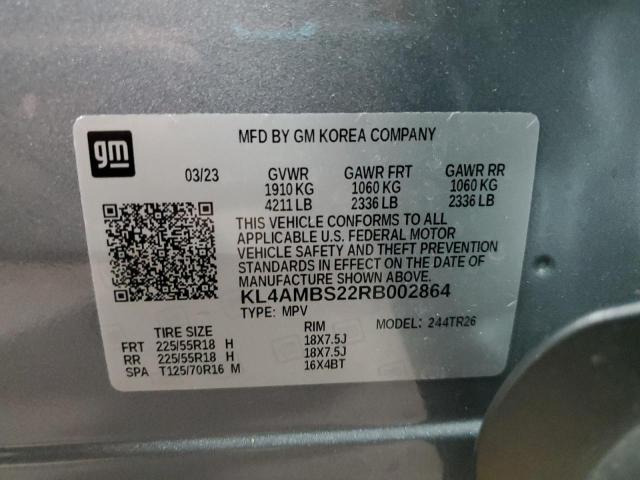 gm
MFD BY GM KOREA COMPANY
03/23 GVWR GAWR FRT GAWR RR
1910 KG 1060 KG 1060 KG
4211 LB 2336 LB 2336 LB
THIS VEHICLE CONFORMS TO ALL
APPLICABLE U.S. FEDERAL MOTOR
VEHICLE SAFETY AND THEFT PREVENTION
STANDARDS IN EFFECT ON THE DATE OF
MANUFACTURE SHOWN ABOVE.
KL4AMBS22RB002864
TYPE: MPV MODEL: 244TR26
TIRE SIZE RIM
FRT 225/55R18 H 18X7.5J
RR 225/55R18 H 18X7.5J
SPA T125/70R16 M 16X4BT